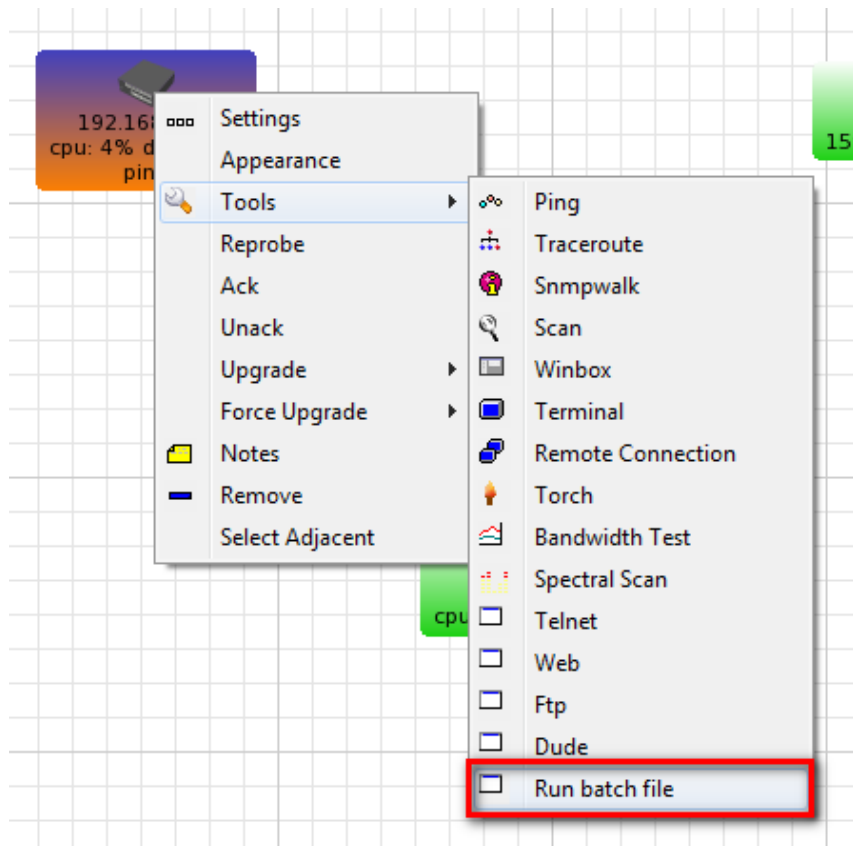 192.16
cpu: 4% d
pin
15
Settings
Appearance
Tools
Reprobe
Ack
Unack
Upgrade
Force Upgrade
Notes
Remove
Select Adjacent
Ping
Traceroute
Snmpwalk
Scan
Winbox
Terminal
Remote Connection
Torch
Bandwidth Test
Spectral Scan
Telnet
Web
Ftp
Dude
Run batch file
cpu